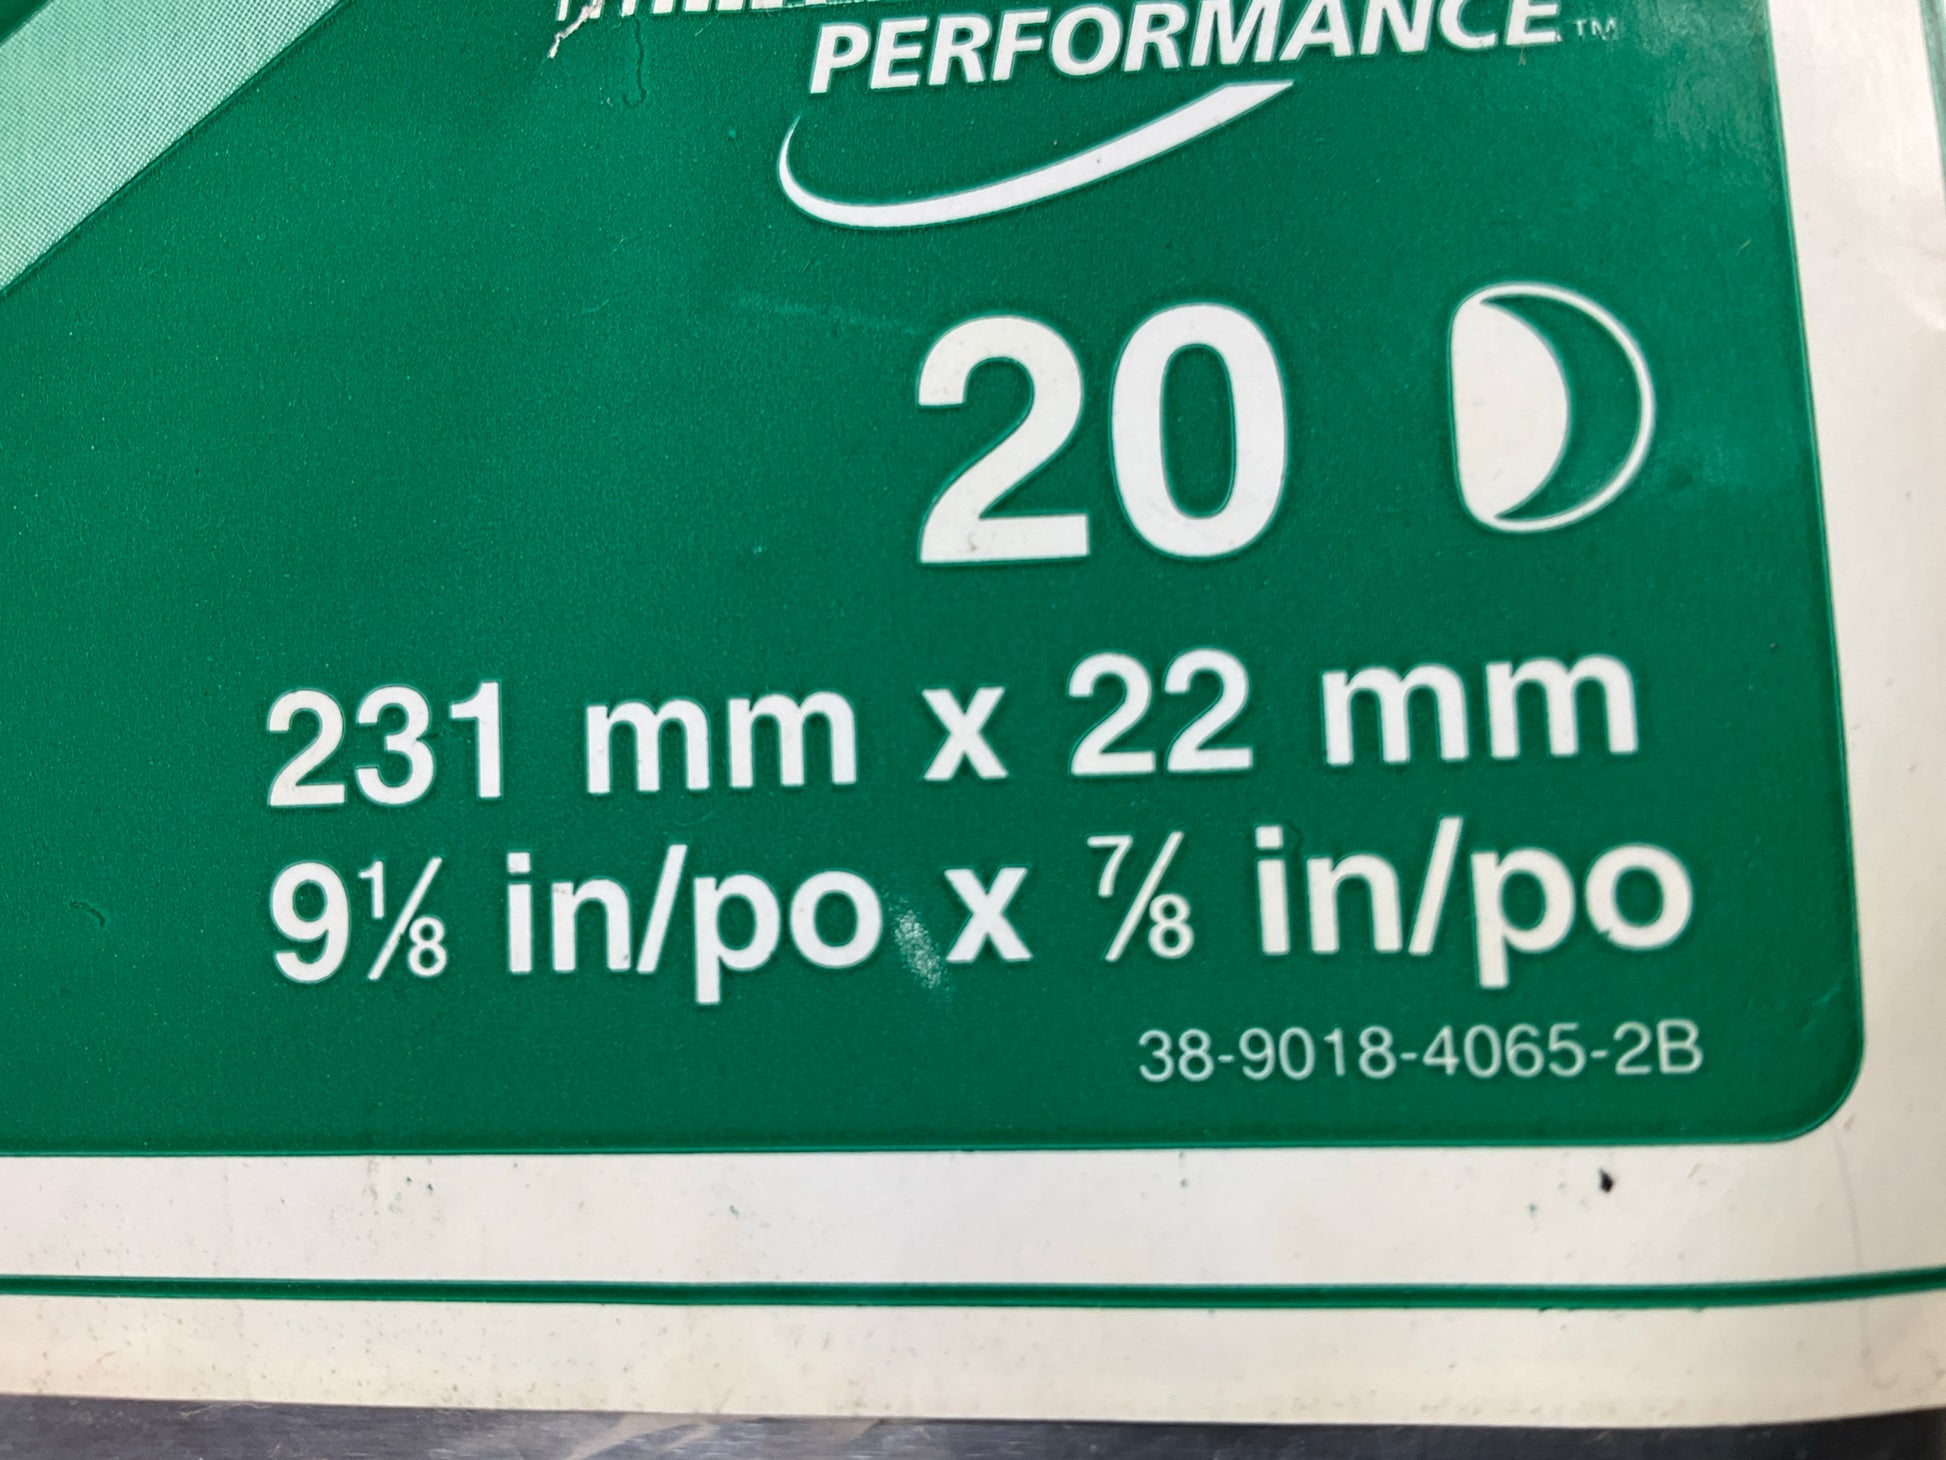 PERFORMANCE™
20
231 mm x 22 mm
9⅛ in/po x ⅞ in/po
38-9018-4065-2B